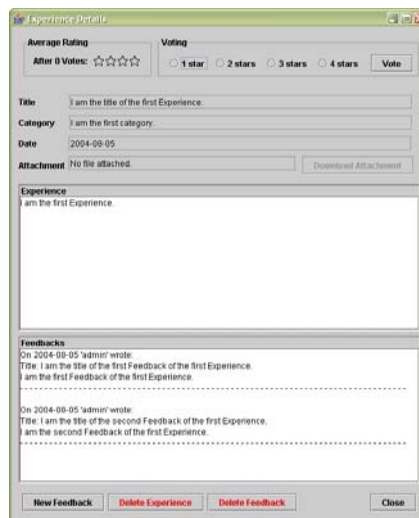 Experience Details
Average Rating
After 0 Votes:
Voting
1 star 2 stars 3 stars 4 stars Vote
Title I am the title of the first Experience.
Category I am the first category.
Date 2004-08-05
Attachment No file attached. Download Attachment
Experience
I am the first Experience.
Feedbacks
On 2004-08-05 'admin' wrote:
Title: I am the title of the first Feedback of the first Experience.
I am the first Feedback of the first Experience.
On 2004-08-05 'admin' wrote:
Title: I am the title of the second Feedback of the first Experience.
I am the second Feedback of the first Experience.
New Feedback Delete Experience Delete Feedback Close